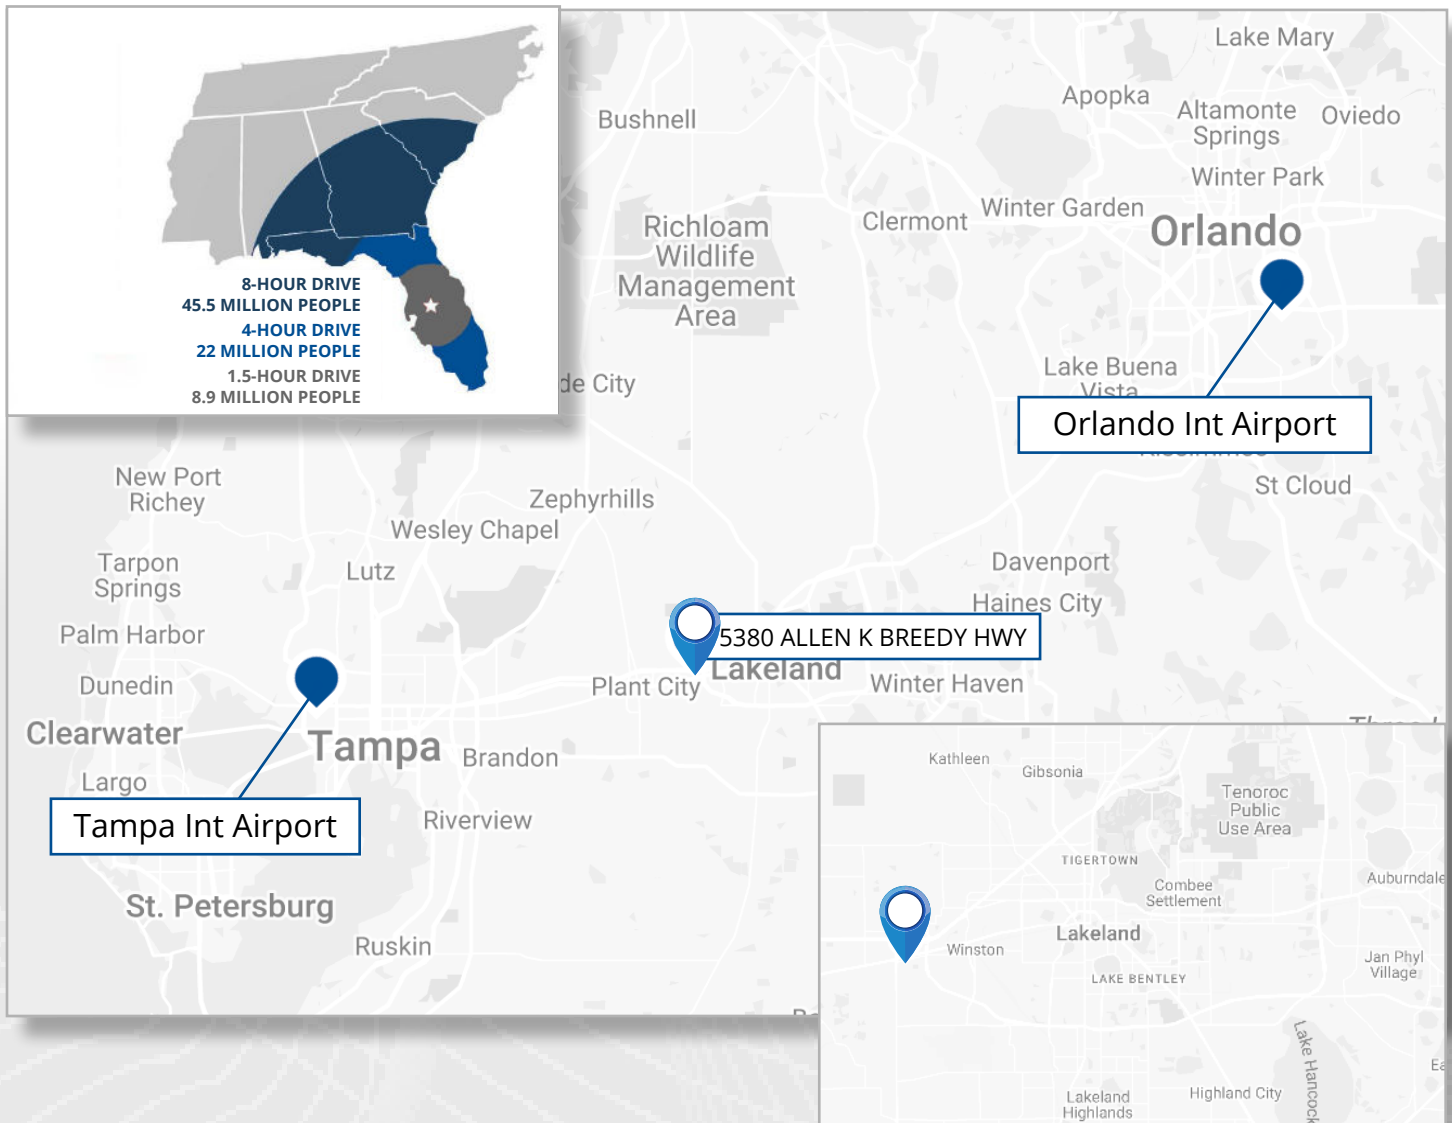 8-HOUR DRIVE
45.5 MILLION PEOPLE
4-HOUR DRIVE
22 MILLION PEOPLE
1.5-HOUR DRIVE
8.9 MILLION PEOPLE
Lake Mary
Apopka
Altamonte
Springs
Oviedo
Bushnell
Winter Park
Winter Garden
Clermont
Orlando
Richloam
Wildlife
Management
Area
Lake Buena
Vista
de City
Orlando Int Airport
St Cloud
New Port
Richey
Zephyrhills
Wesley Chapel
Tarpon
Springs
Lutz
Davenport
Haines City
Palm Harbor
5380 ALLEN K BREEDY HWY
Lakeland
Dunedin
Plant City
Winter Haven
Clearwater
Tampa
Brandon
Largo
Tampa Int Airport
Riverview
St. Petersburg
Ruskin
Kathleen
Gibsonia
Tenoroc
Public
Use Area
TIGERTOWN
Combee
Settlement
Auburndale
Lakeland
Winston
Jan Phyl
Village
LAKE BENTLEY
Lake Hancock
Highland City
Lakeland
Highlands